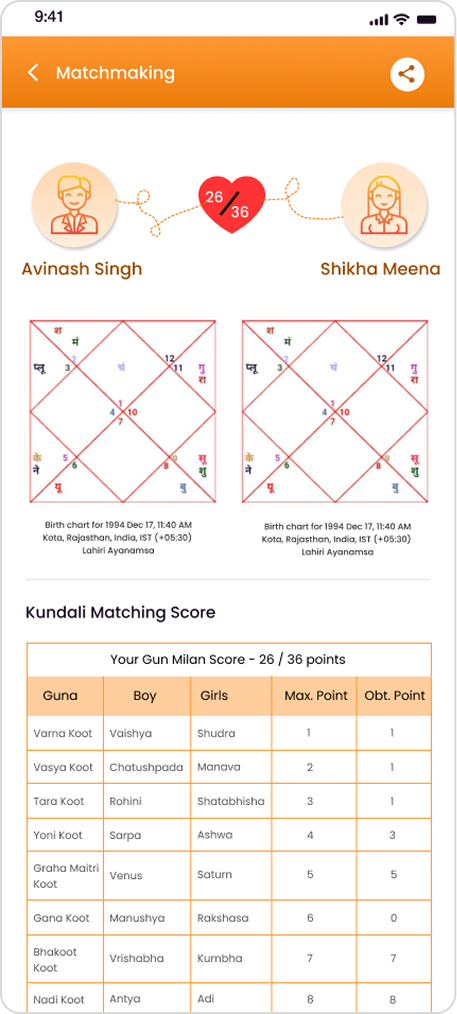 9:41
Matchmaking
26
36
Avinash Singh
Shikha Meena
श
मं
2
12
प्लू
3
चं
11
गु
रा
1
4
10
7
के
5
सू
ने
6
8
शु
यू
बु
श
मं
2
12
प्लू
3
चं
11
गु
रा
1
4
10
7
के
5
सू
ने
6
8
शु
यू
बु
Birth chart for 1994 Dec 17, 11:40 AM
Kota, Rajasthan, India, IST (+05:30)
Lahiri Ayanamsa
Birth chart for 1994 Dec 17, 11:40 AM
Kota, Rajasthan, India, IST (+05:30)
Lahiri Ayanamsa
Kundali Matching Score
Your Gun Milan Score - 26 / 36 points
Guna Boy Girls Max. Point Obt. Point
Varna Koot Vaishya Shudra 1 1
Vasya Koot Chatushpada Manava 2 1
Tara Koot Rohini Shatabhisha 3 1
Yoni Koot Sarpa Ashwa 4 3
Graha Maitri
Koot Venus Saturn 5 5
Gana Koot Manushya Rakshasa 6 0
Bhakoot
Koot Vrishabha Kumbha 7 7
Nadi Koot Antya Adi 8 8